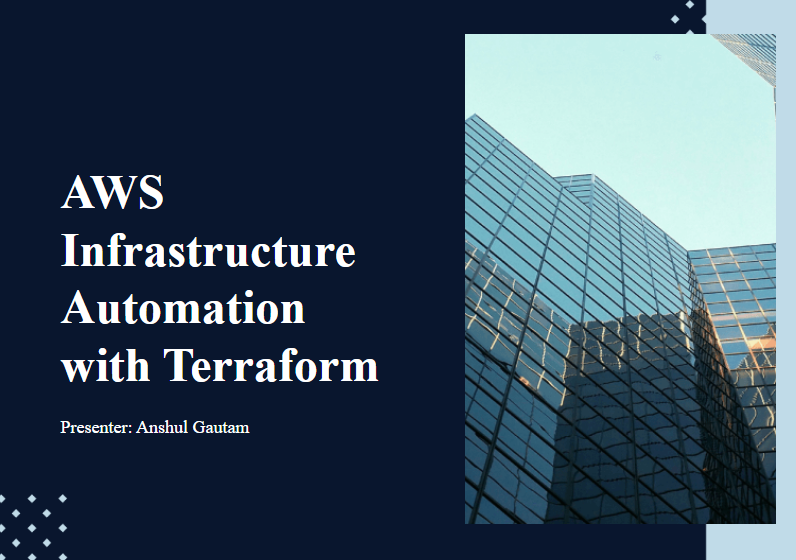 AWS
Infrastructure
Automation
with Terraform
Presenter: Anshul Gautam